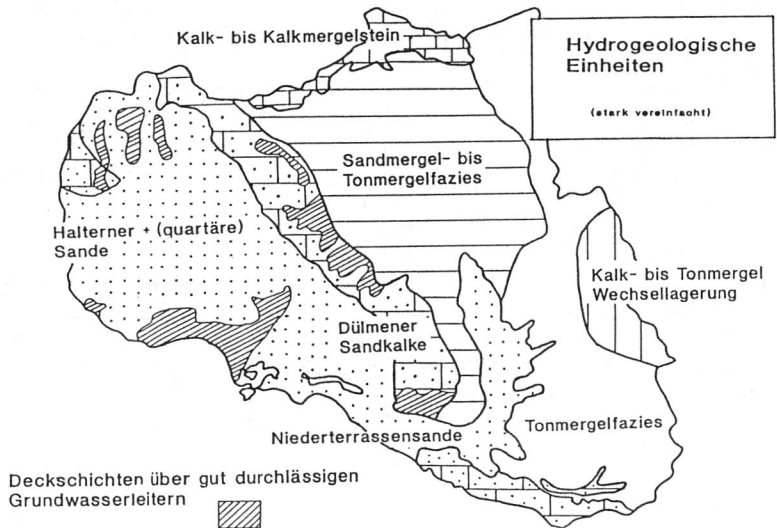 Kalk- bis Kalkmergelstein
Hydrogeologische
Einheiten
(stark vereinfacht)
Sandmergel- bis
Tonmergelfazies
Halterner + (quartäre)
Sande
Kalk- bis Tonmergel
Wechsellagerung
Dülmener
Sandkalke
Niederterrassensande
Tonmergelfazies
Deckschichten über gut durchlässigen
Grundwasserleitern